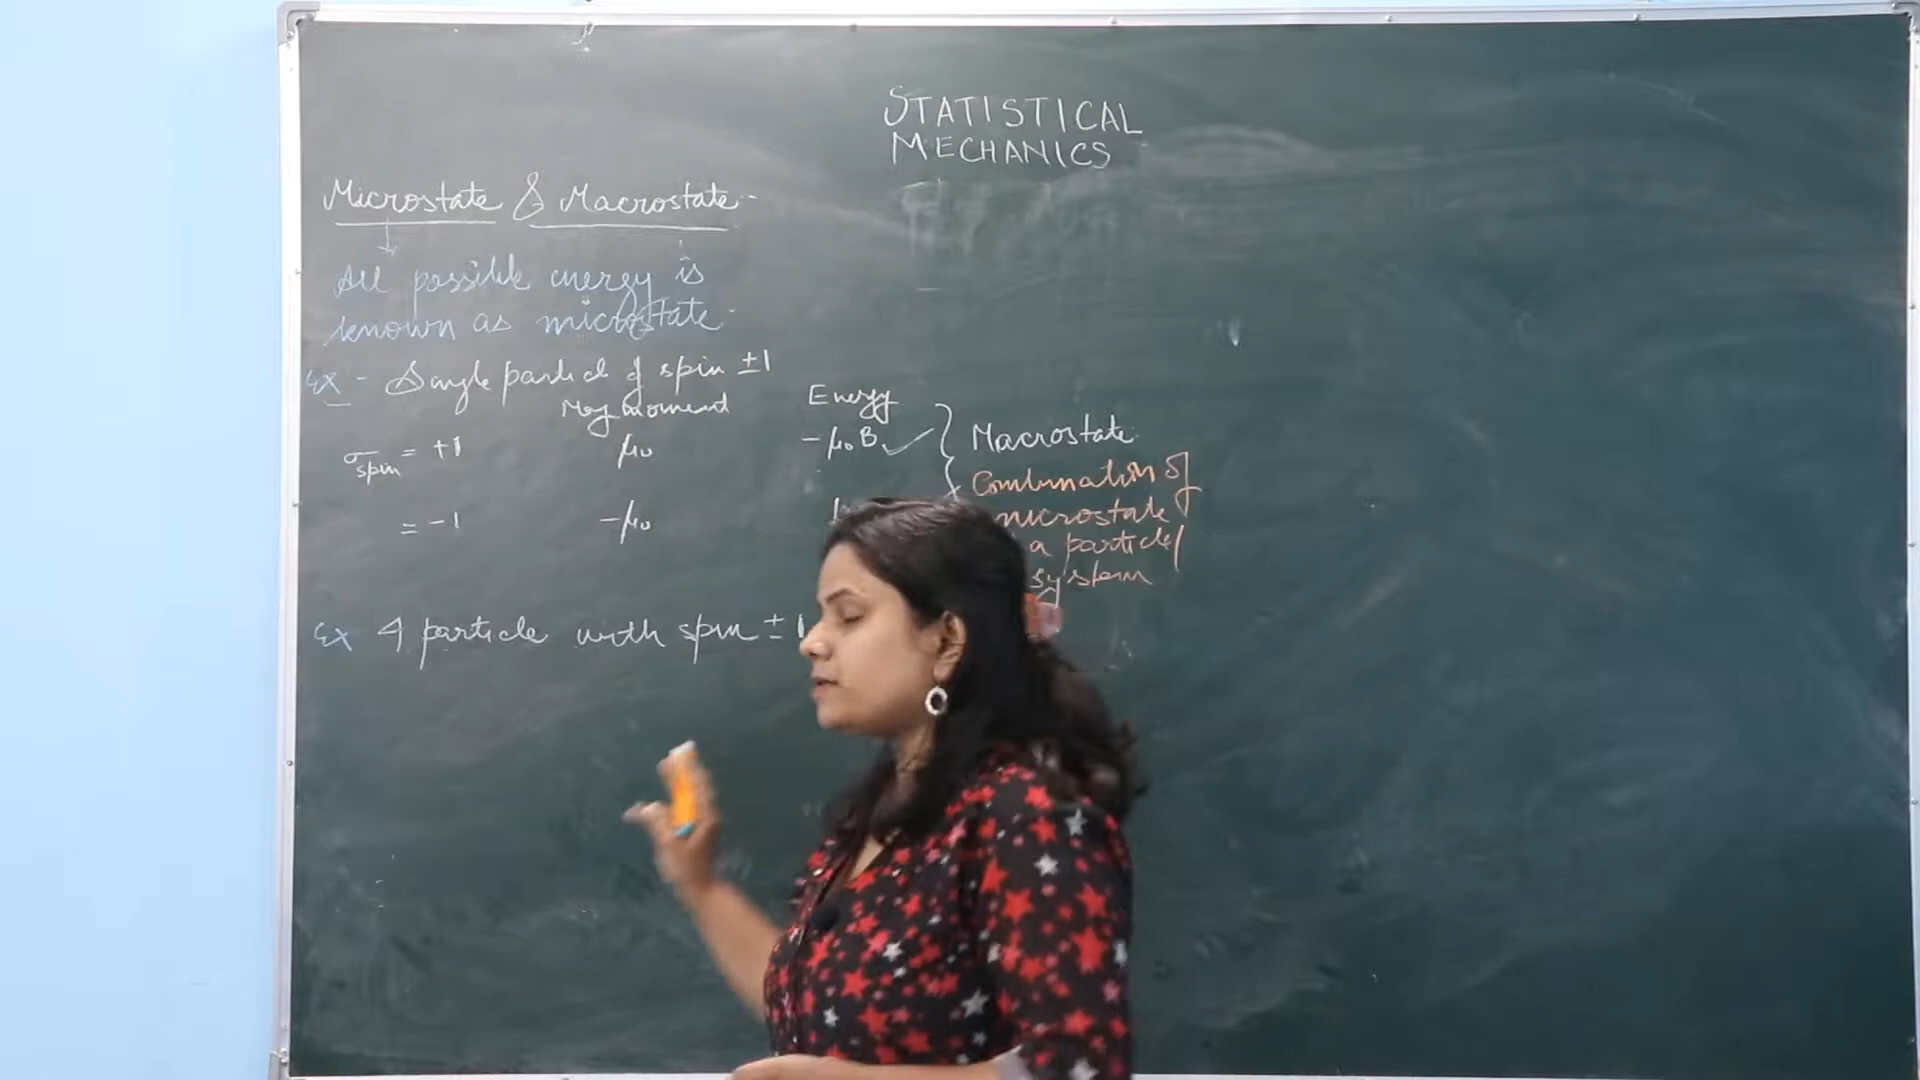 STATISTICAL
MECHANICS
Microstate & Macrostate
All possible energy is
known as microstate.
Ex - Single particle of spin ±1
Mag moment
Energy
σspin = +1 μ₀ -μ₀B
Macrostate
= -1 -μ₀
Combination of
microstate
a particle/
system
Ex 4 particle with spin ±1